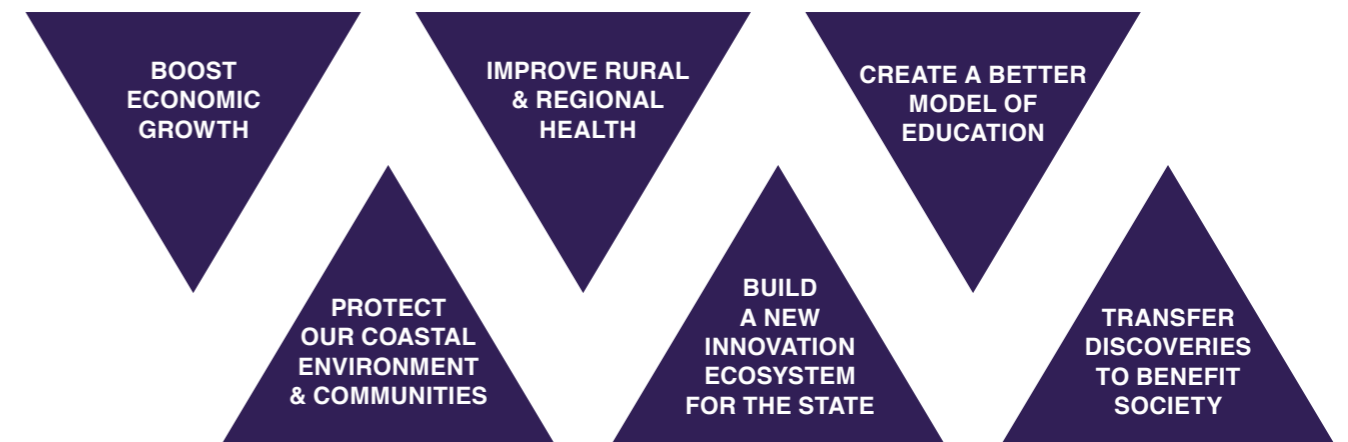 BOOST
ECONOMIC
GROWTH
IMPROVE RURAL
& REGIONAL
HEALTH
CREATE A BETTER
MODEL OF
EDUCATION
PROTECT
OUR COASTAL
ENVIRONMENT
& COMMUNITIES
BUILD
A NEW
INNOVATION
ECOSYSTEM
FOR THE STATE
TRANSFER
DISCOVERIES
TO BENEFIT
SOCIETY